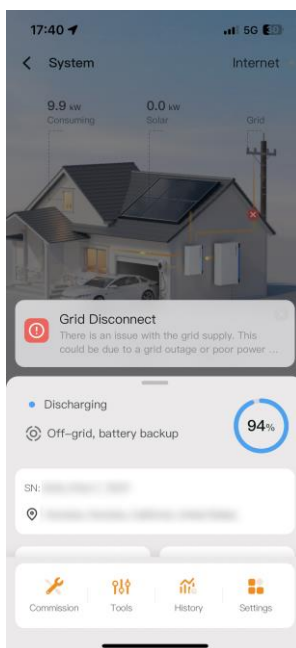 17:40
5G
System
Internet
9.9 kW
0.0 kW
Consuming
Solar
Grid
Grid Disconnect
There is an issue with the grid supply. This
could be due to a grid outage or poor power ...
Discharging
Off-grid, battery backup
94%
SN:
Commission
Tools
History
Settings